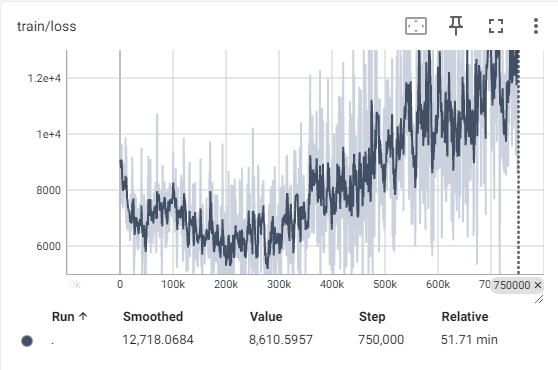 train/loss
1.2e+4
1e+4
8000
6000
0k 0 100k 200k 300k 400k 500k 600k 70 750000 ×
Run ↑ Smoothed Value Step Relative
. 12,718.0684 8,610.5957 750,000 51.71 min